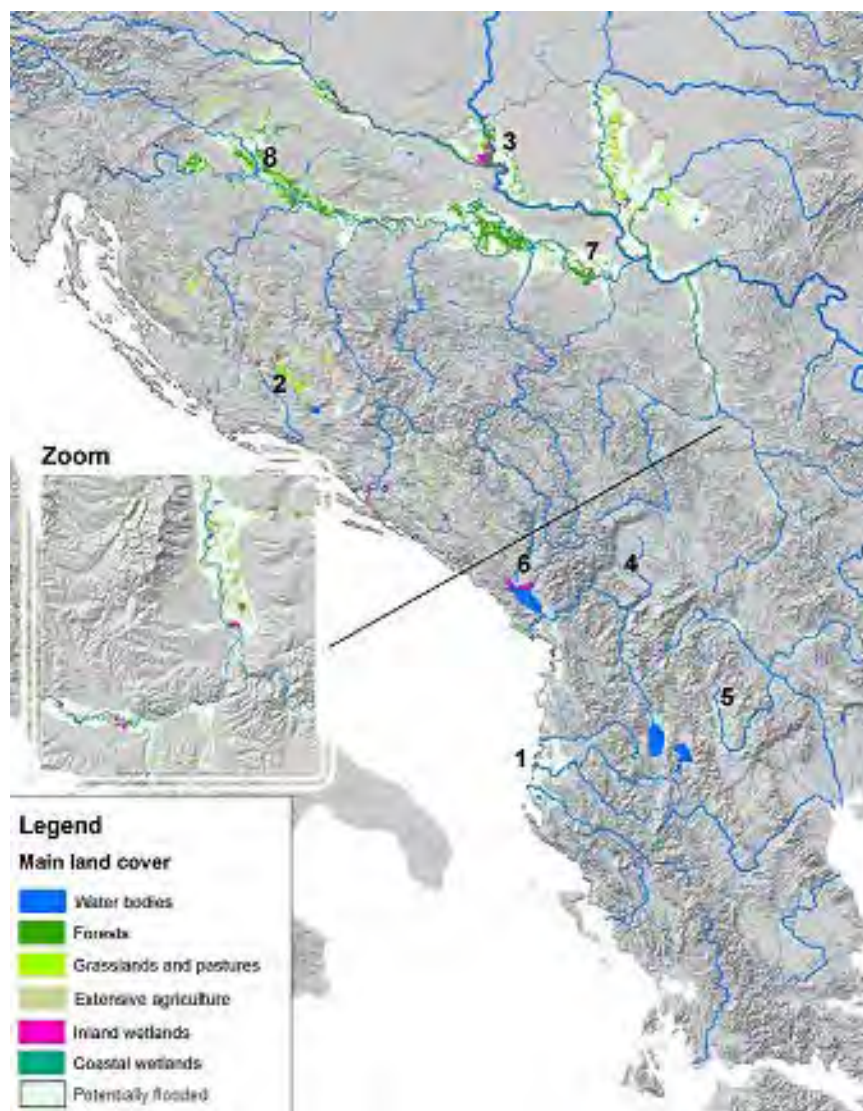 3
8
7
2
Zoom
6
4
5
1
Legend
Main land cover
Water bodies
Forests
Grasslands and pastures
Extensive agriculture
Inland wetlands
Coastal wetlands
Potentially flooded